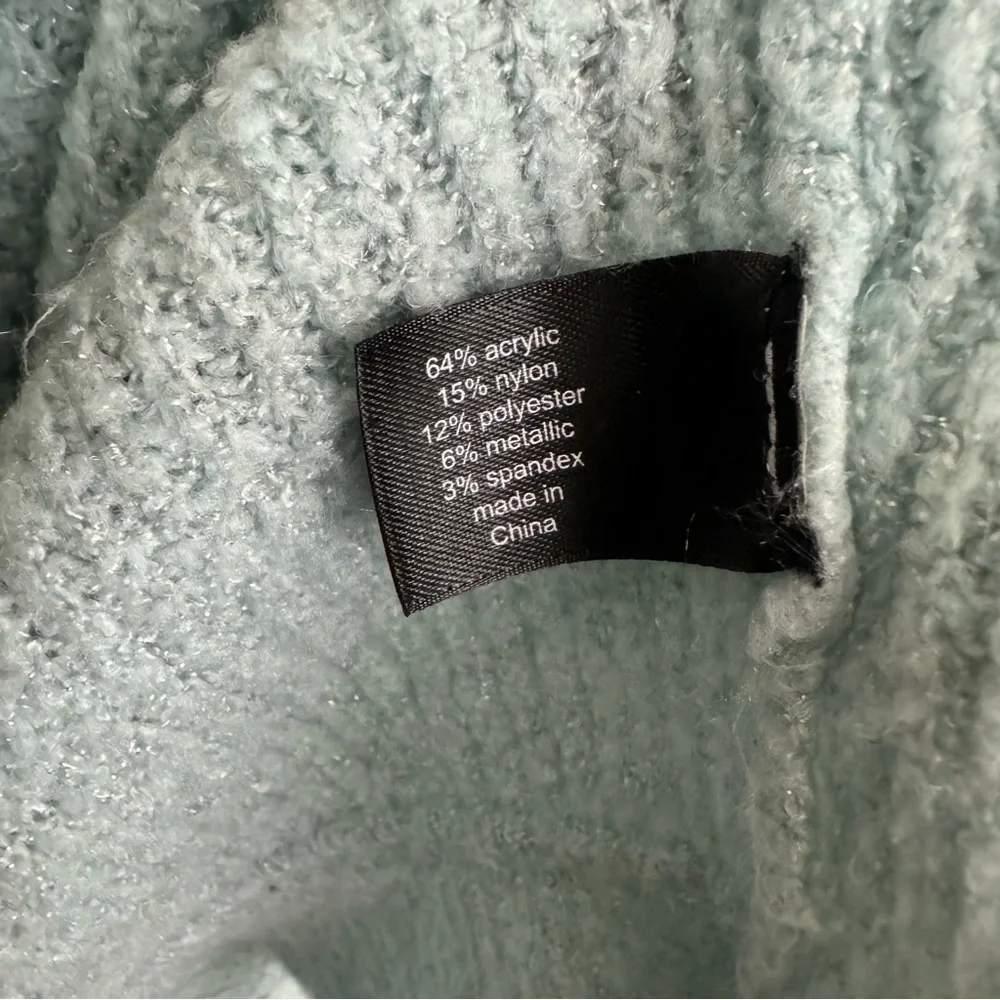 64% acrylic
15% nylon
12% polyester
6% metallic
3% spandex
made in
China